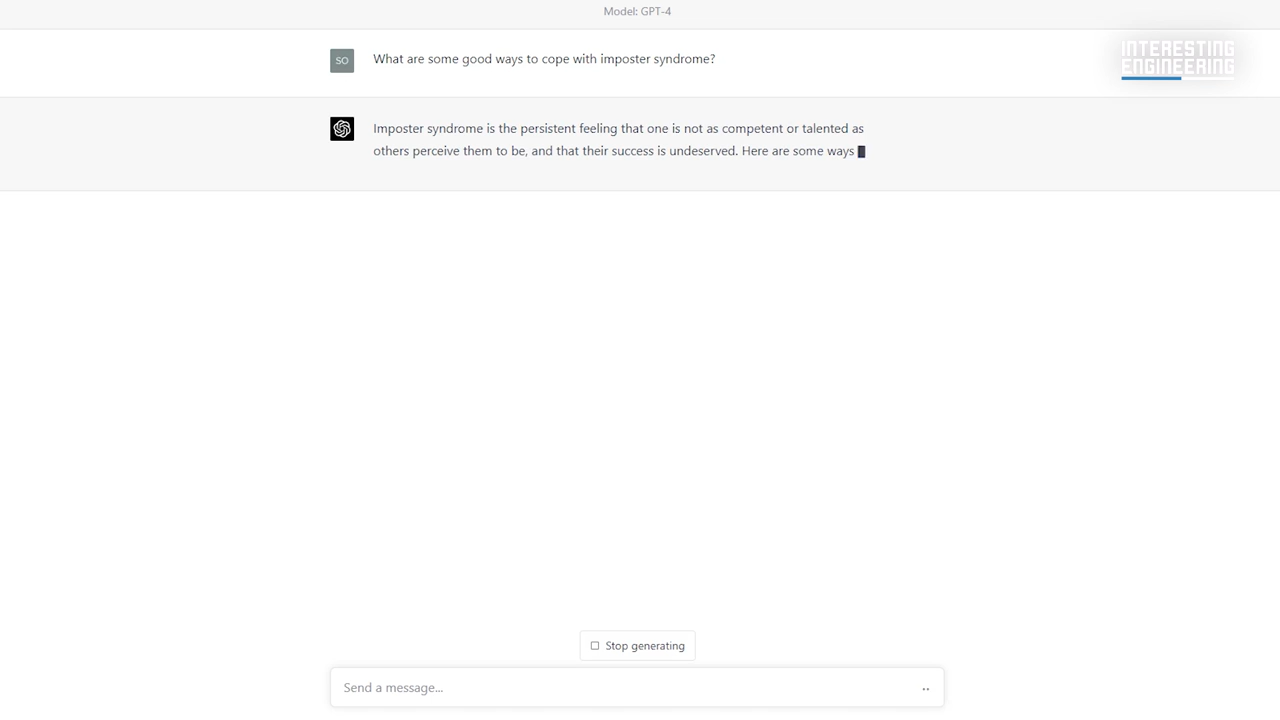 Model: GPT-4
INTERESTING
ENGINEERING
SO
What are some good ways to cope with imposter syndrome?
Imposter syndrome is the persistent feeling that one is not as competent or talented as
others perceive them to be, and that their success is undeserved. Here are some ways
Stop generating
Send a message...